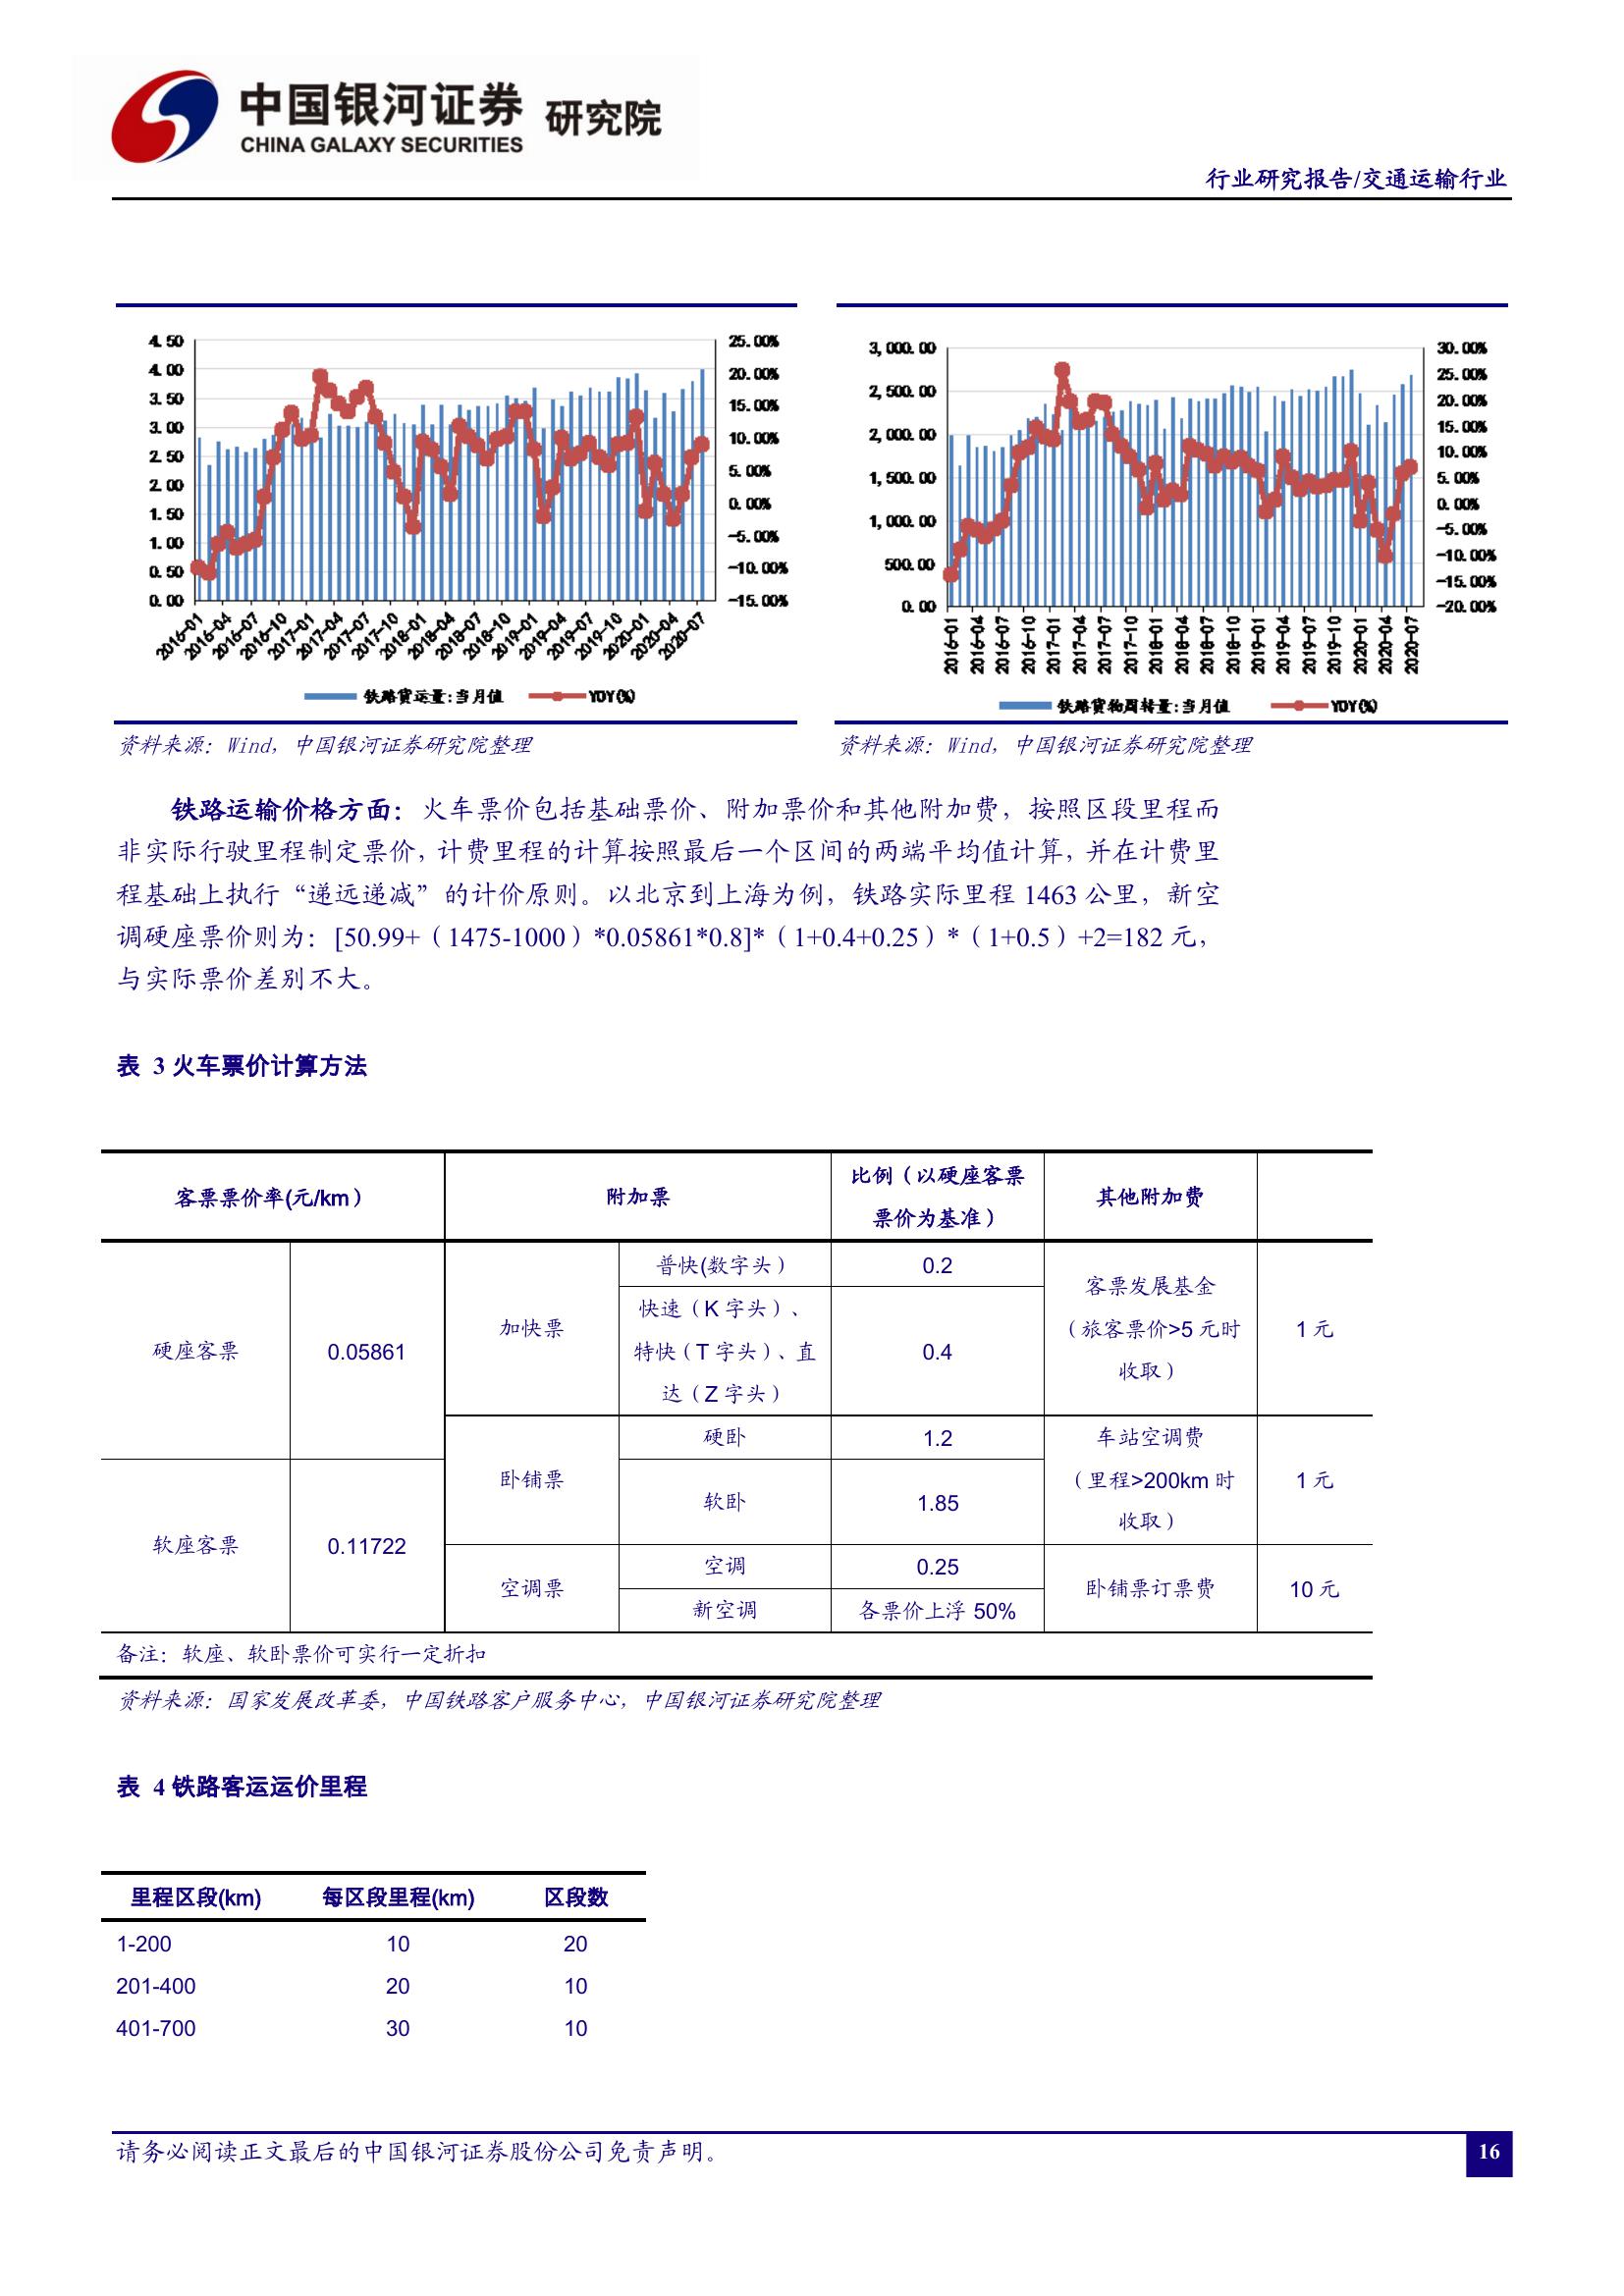 中国银河证券 研究院
CHINA GALAXY SECURITIES
行业研究报告/交通运输行业
4.50
4.00
3.50
3.00
2.50
2.00
1.50
1.00
0.50
0.00
25.00%
20.00%
15.00%
10.00%
5.00%
0.00%
-5.00%
-10.00%
-15.00%
2016-01 2016-04 2016-07 2016-10 2017-01 2017-04 2017-07 2017-10 2018-01 2018-04 2018-07 2018-10 2019-01 2019-04 2019-07 2019-10 2020-01 2020-04 2020-07
铁路货运量:当月值 YOY(%)
3,000.00
2,500.00
2,000.00
1,500.00
1,000.00
500.00
0.00
30.00%
25.00%
20.00%
15.00%
10.00%
5.00%
0.00%
-5.00%
-10.00%
-15.00%
-20.00%
2016-01 2016-04 2016-07 2016-10 2017-01 2017-04 2017-07 2017-10 2018-01 2018-04 2018-07 2018-10 2019-01 2019-04 2019-07 2019-10 2020-01 2020-04 2020-07
铁路货物周转量:当月值 YOY(%)
资料来源：Wind，中国银河证券研究院整理
资料来源：Wind，中国银河证券研究院整理
铁路运输价格方面：火车票价包括基础票价、附加票价和其他附加费，按照区段里程而
非实际行驶里程制定票价，计费里程的计算按照最后一个区间的两端平均值计算，并在计费里
程基础上执行“递远递减”的计价原则。以北京到上海为例，铁路实际里程 1463 公里，新空
调硬座票价则为：[50.99+（1475-1000）*0.05861*0.8]*（1+0.4+0.25）*（1+0.5）+2=182 元，
与实际票价差别不大。
表 3 火车票价计算方法
客票票价率(元/km）
附加票
比例（以硬座客票
票价为基准）
其他附加费
硬座客票
0.05861
加快票
普快(数字头）
0.2
快速（K 字头）、
特快（T 字头）、直
达（Z 字头）
0.4
客票发展基金
（旅客票价>5 元时
收取）
1 元
卧铺票
硬卧
1.2
软卧
1.85
车站空调费
（里程>200km 时
收取）
1 元
软座客票
0.11722
空调票
空调
0.25
新空调
各票价上浮 50%
卧铺票订票费
10 元
备注：软座、软卧票价可实行一定折扣
资料来源：国家发展改革委，中国铁路客户服务中心，中国银河证券研究院整理
表 4 铁路客运运价里程
里程区段(km) 每区段里程(km) 区段数
1-200 10 20
201-400 20 10
401-700 30 10
请务必阅读正文最后的中国银河证券股份公司免责声明。
16